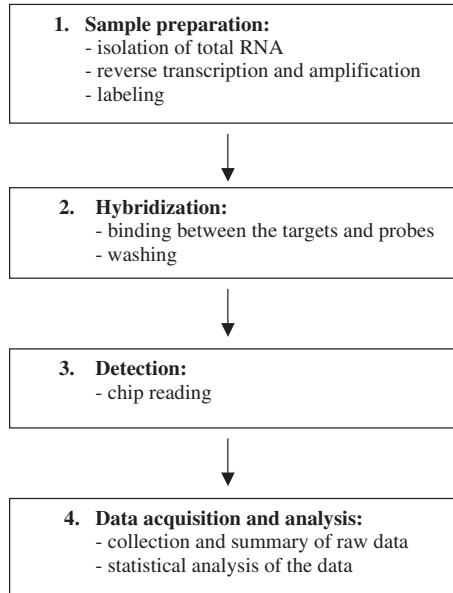 1. Sample preparation:
- isolation of total RNA
- reverse transcription and amplification
- labeling
2. Hybridization:
- binding between the targets and probes
- washing
3. Detection:
- chip reading
4. Data acquisition and analysis:
- collection and summary of raw data
- statistical analysis of the data